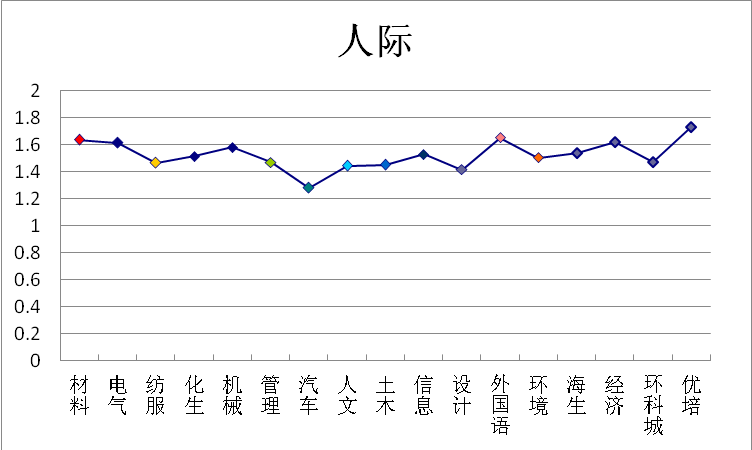 人际
2
1.8
1.6
1.4
1.2
1
0.8
0.6
0.4
0.2
0
材料
电气
纺服
化生
机械
管理
汽车
人文
土木
信息
设计
外国语
环境
海生
经济
环科城
优培